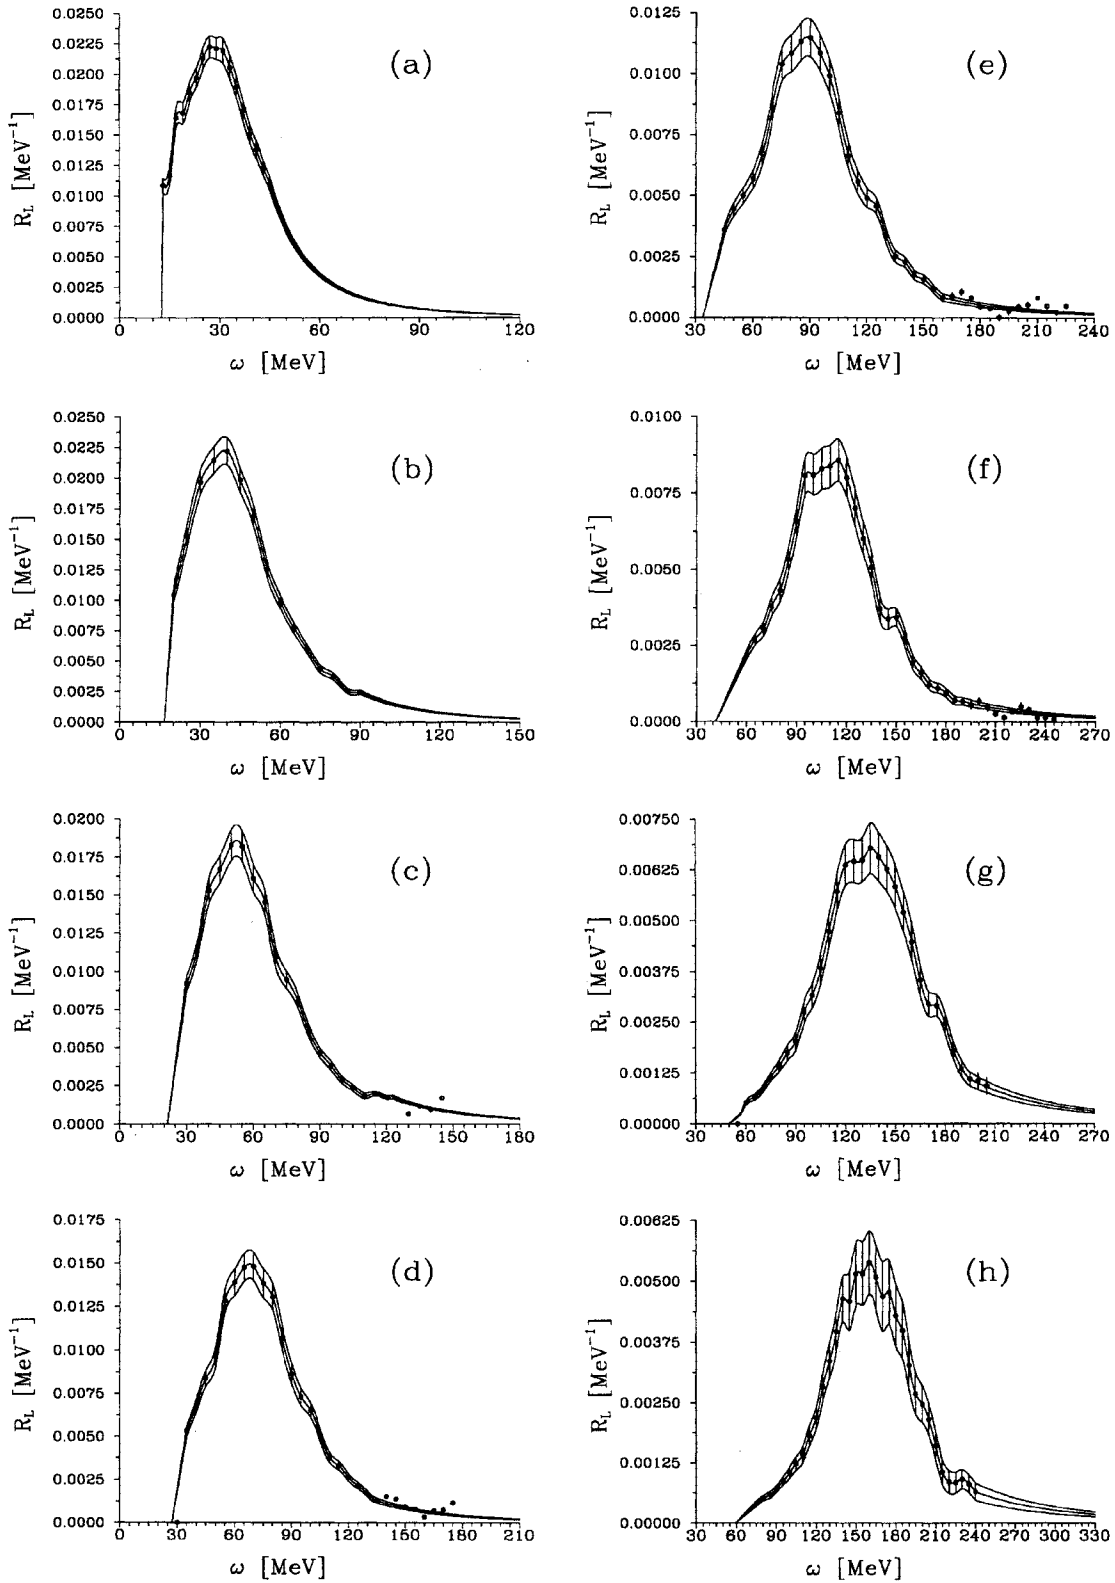 0.0250
0.0225
0.0200
0.0175
0.0150
0.0125
0.0100
0.0075
0.0050
0.0025
0.0000
R_L [MeV⁻¹]
(a)
0 30 60 90 120
ω [MeV]
0.0125
0.0100
0.0075
0.0050
0.0025
0.0000
R_L [MeV⁻¹]
(e)
30 60 90 120 150 180 210 240
ω [MeV]
0.0250
0.0225
0.0200
0.0175
0.0150
0.0125
0.0100
0.0075
0.0050
0.0025
0.0000
R_L [MeV⁻¹]
(b)
0 30 60 90 120 150
ω [MeV]
0.0100
0.0075
0.0050
0.0025
0.0000
R_L [MeV⁻¹]
(f)
30 60 90 120 150 180 210 240 270
ω [MeV]
0.0200
0.0175
0.0150
0.0125
0.0100
0.0075
0.0050
0.0025
0.0000
R_L [MeV⁻¹]
(c)
0 30 60 90 120 150 180
ω [MeV]
0.00750
0.00625
0.00500
0.00375
0.00250
0.00125
0.00000
R_L [MeV⁻¹]
(g)
30 60 90 120 150 180 210 240 270
ω [MeV]
0.0175
0.0150
0.0125
0.0100
0.0075
0.0050
0.0025
0.0000
R_L [MeV⁻¹]
(d)
0 30 60 90 120 150 180 210
ω [MeV]
0.00625
0.00500
0.00375
0.00250
0.00125
0.00000
R_L [MeV⁻¹]
(h)
30 60 90 120 150 180 210 240 270 300 330
ω [MeV]